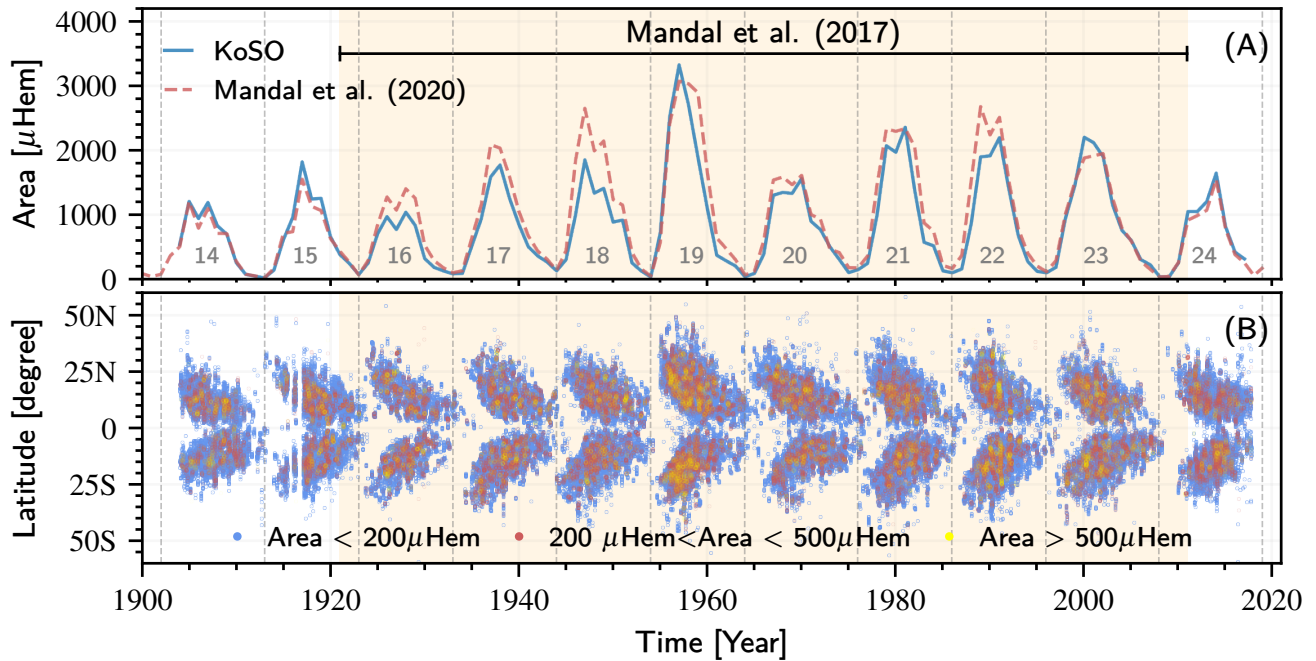 4000
3000
2000
1000
0
Area [μHem]
Mandal et al. (2017)
(A)
KoSO
Mandal et al. (2020)
14 15 16 17 18 19 20 21 22 23 24
50N
25N
0
25S
50S
Latitude [degree]
(B)
Area < 200μHem
200 μHem<Area < 500μHem
Area > 500μHem
1900 1920 1940 1960 1980 2000 2020
Time [Year]